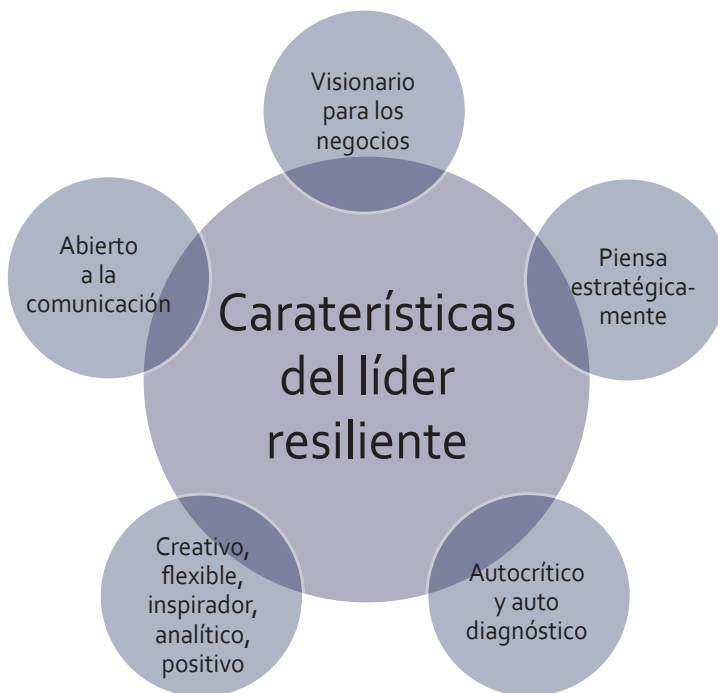 Visionario
para los
negocios
Abierto
a la
comunicación
Piensa
estratégica-
mente
Caraterísticas
del líder
resiliente
Creativo,
flexible,
inspirador,
analítico,
positivo
Autocrítico
y auto
diagnóstico